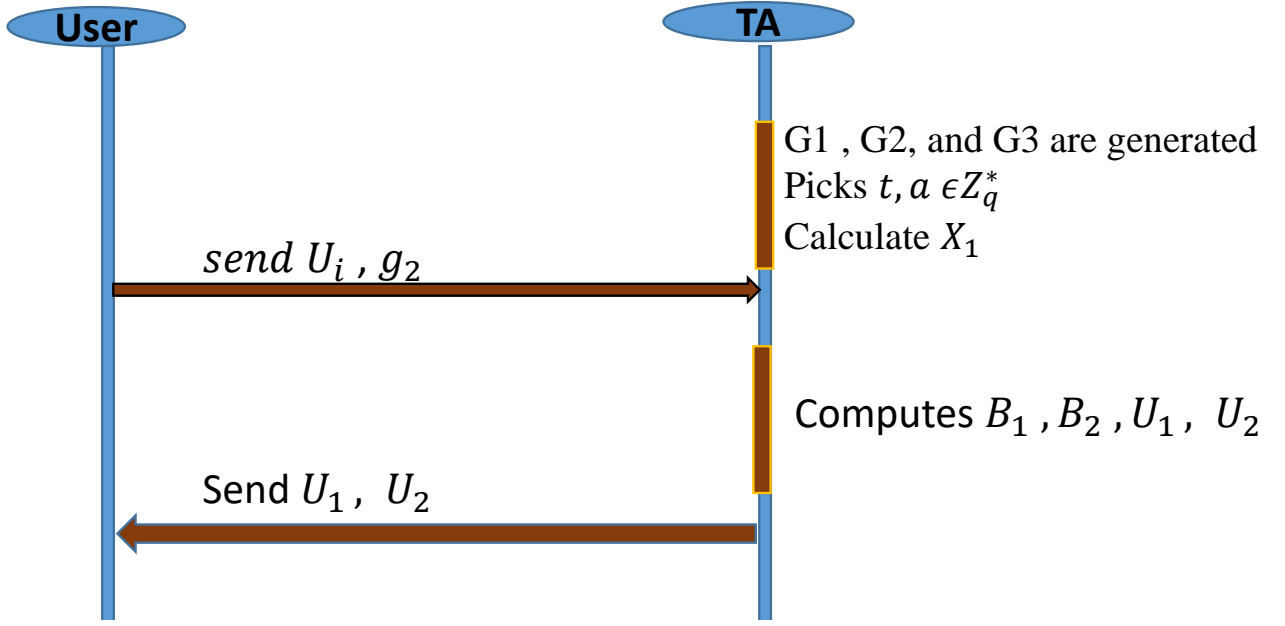 User
TA
G1 , G2, and G3 are generated
Picks t, a ϵZ_q^*
Calculate X₁
send Uᵢ , g₂
Computes B₁ , B₂ , U₁ , U₂
Send U₁ , U₂